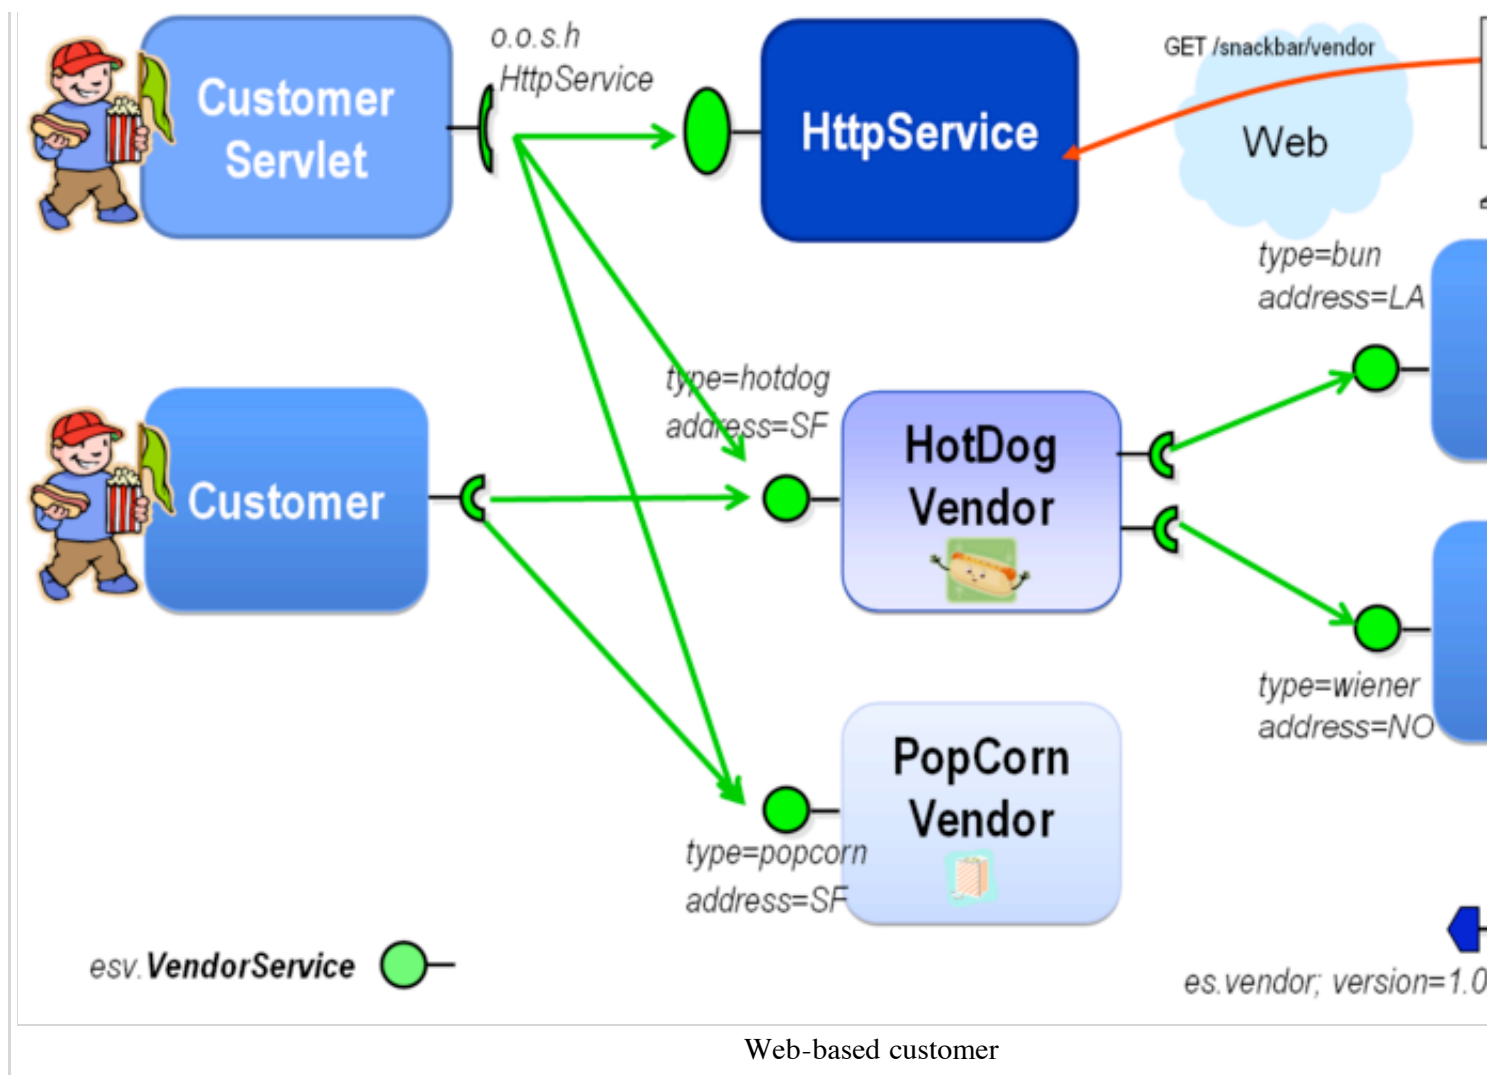 o.o.s.h
HttpService
Customer
Servlet
HttpService
GET /snackbar/vendor
Web
type=bun
address=LA
type=hotdog
address=SF
Customer
HotDog
Vendor
type=wiener
address=NO
PopCorn
Vendor
type=popcorn
address=SF
esv.VendorService
es.vendor; version=1.0
Web-based customer